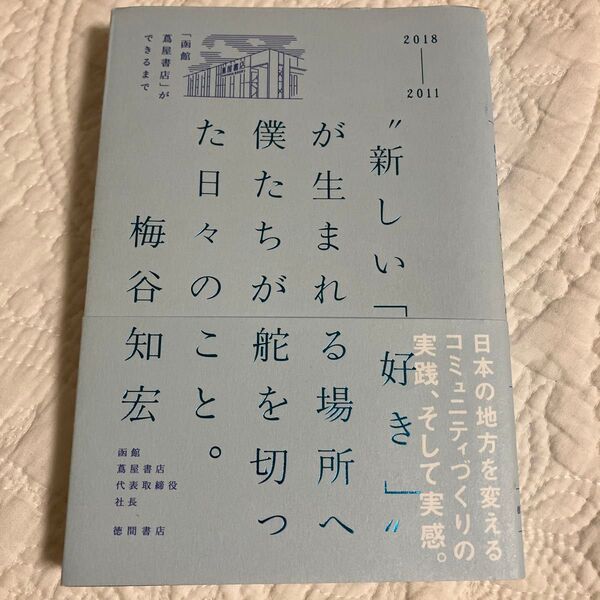 2018
2011
「函館
蔦屋書店」が
できるまで
蔦屋書店
“新しい「好き」”
が生まれる場所へ
僕たちが舵を切っ
た日々のこと。
梅谷知宏
函館
蔦屋書店
代表取締役
社長
徳間書店
日本の地方を変える
コミュニティづくりの
実践、そして実感。